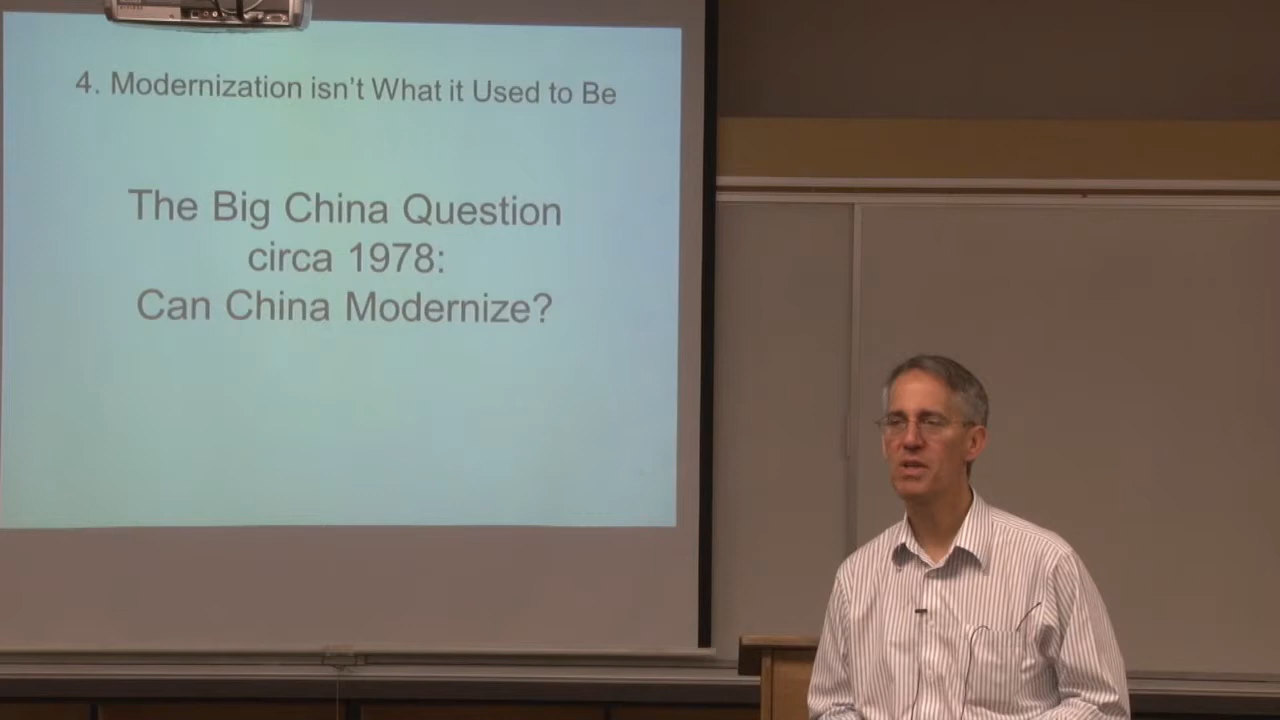 4. Modernization isn't What it Used to Be
The Big China Question
circa 1978:
Can China Modernize?